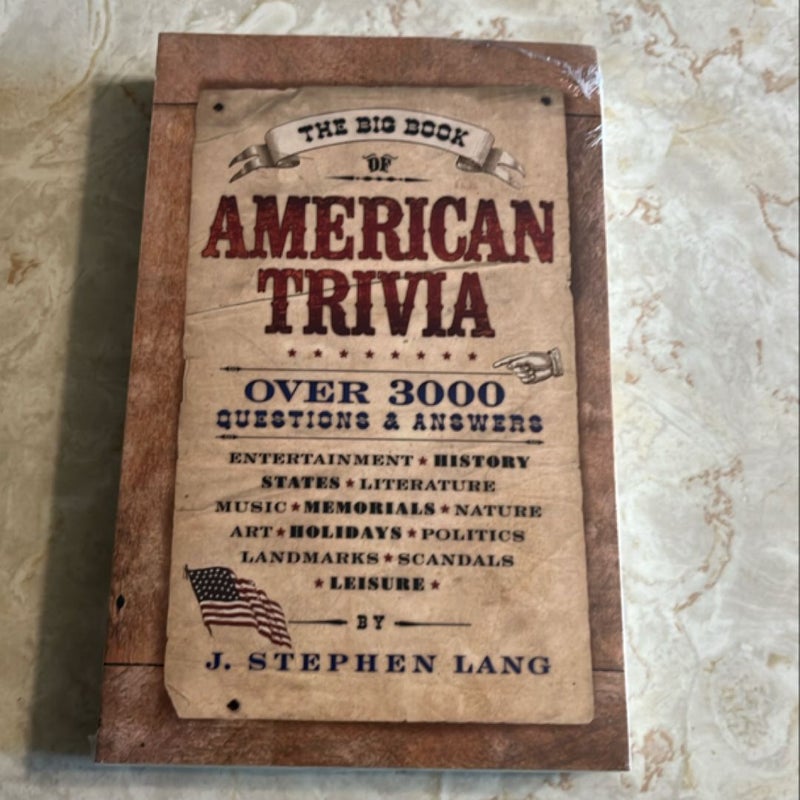 THE BIG BOOK
OF
AMERICAN
TRIVIA
OVER 3000
QUESTIONS & ANSWERS
ENTERTAINMENT ★ HISTORY
STATES ★ LITERATURE
MUSIC ★ MEMORIALS ★ NATURE
ART ★ HOLIDAYS ★ POLITICS
LANDMARKS ★ SCANDALS
★ LEISURE ★
BY
J. STEPHEN LANG